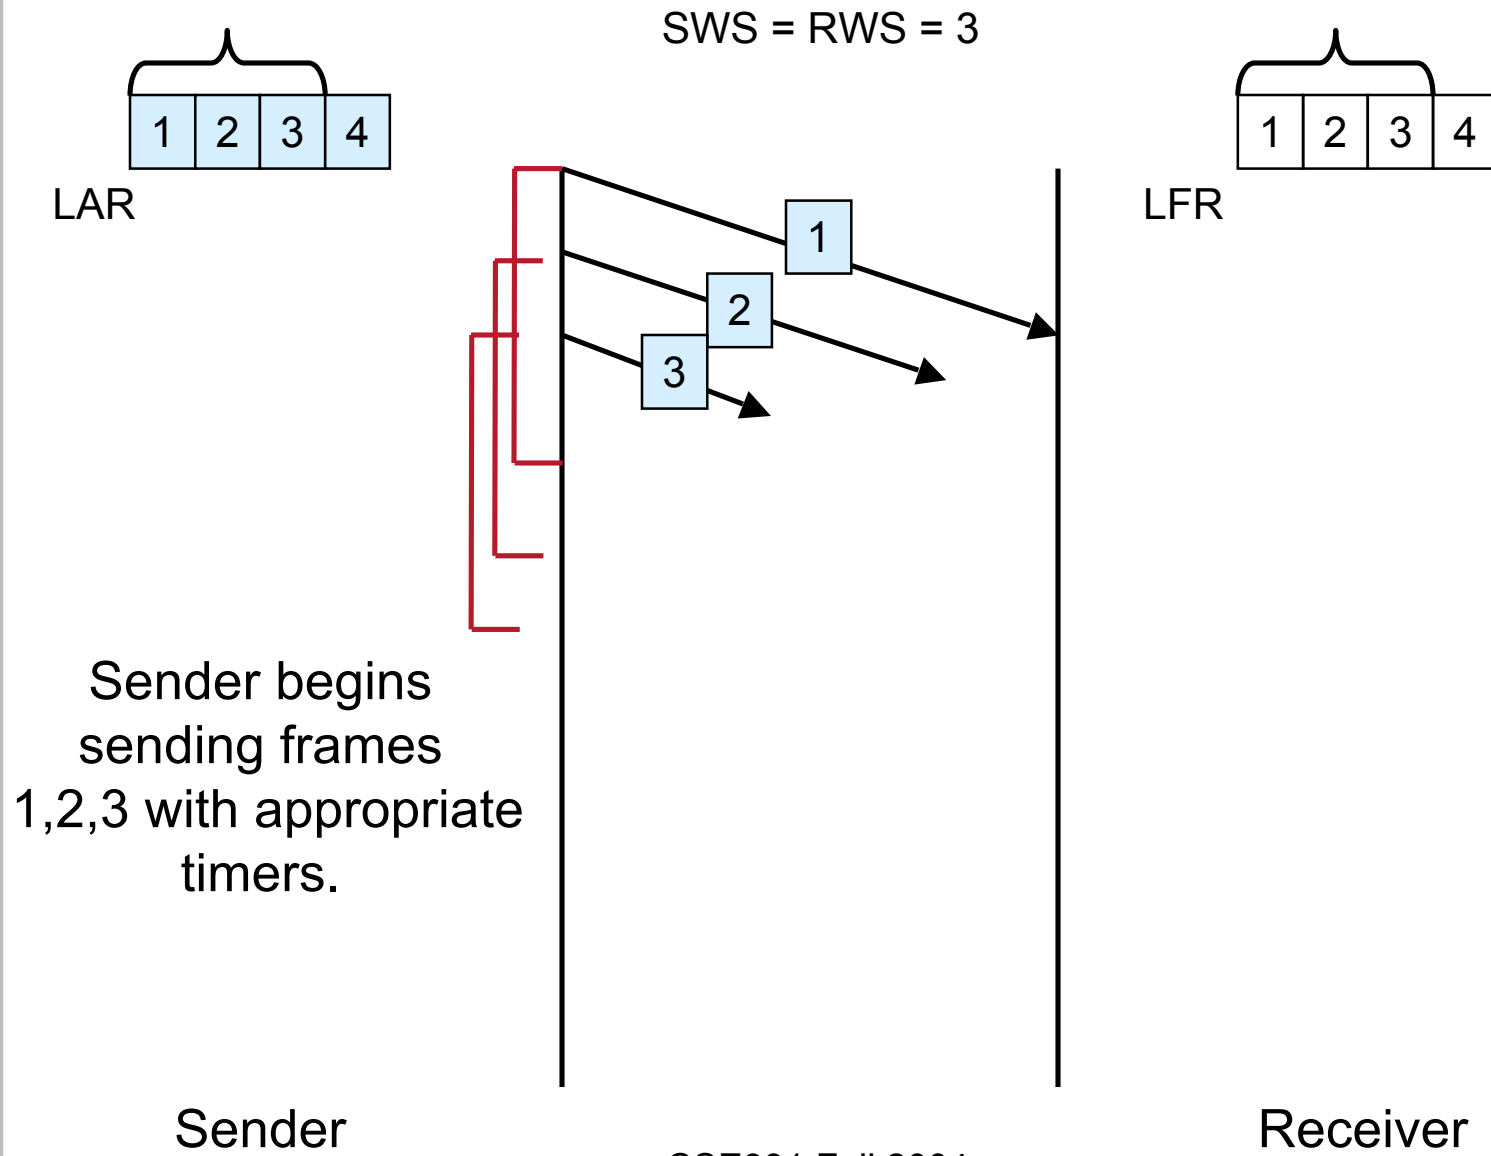 SWS = RWS = 3
1 2 3 4
1 2 3 4
LAR
LFR
1
2
3
Sender begins
sending frames
1,2,3 with appropriate
timers.
Sender
Receiver